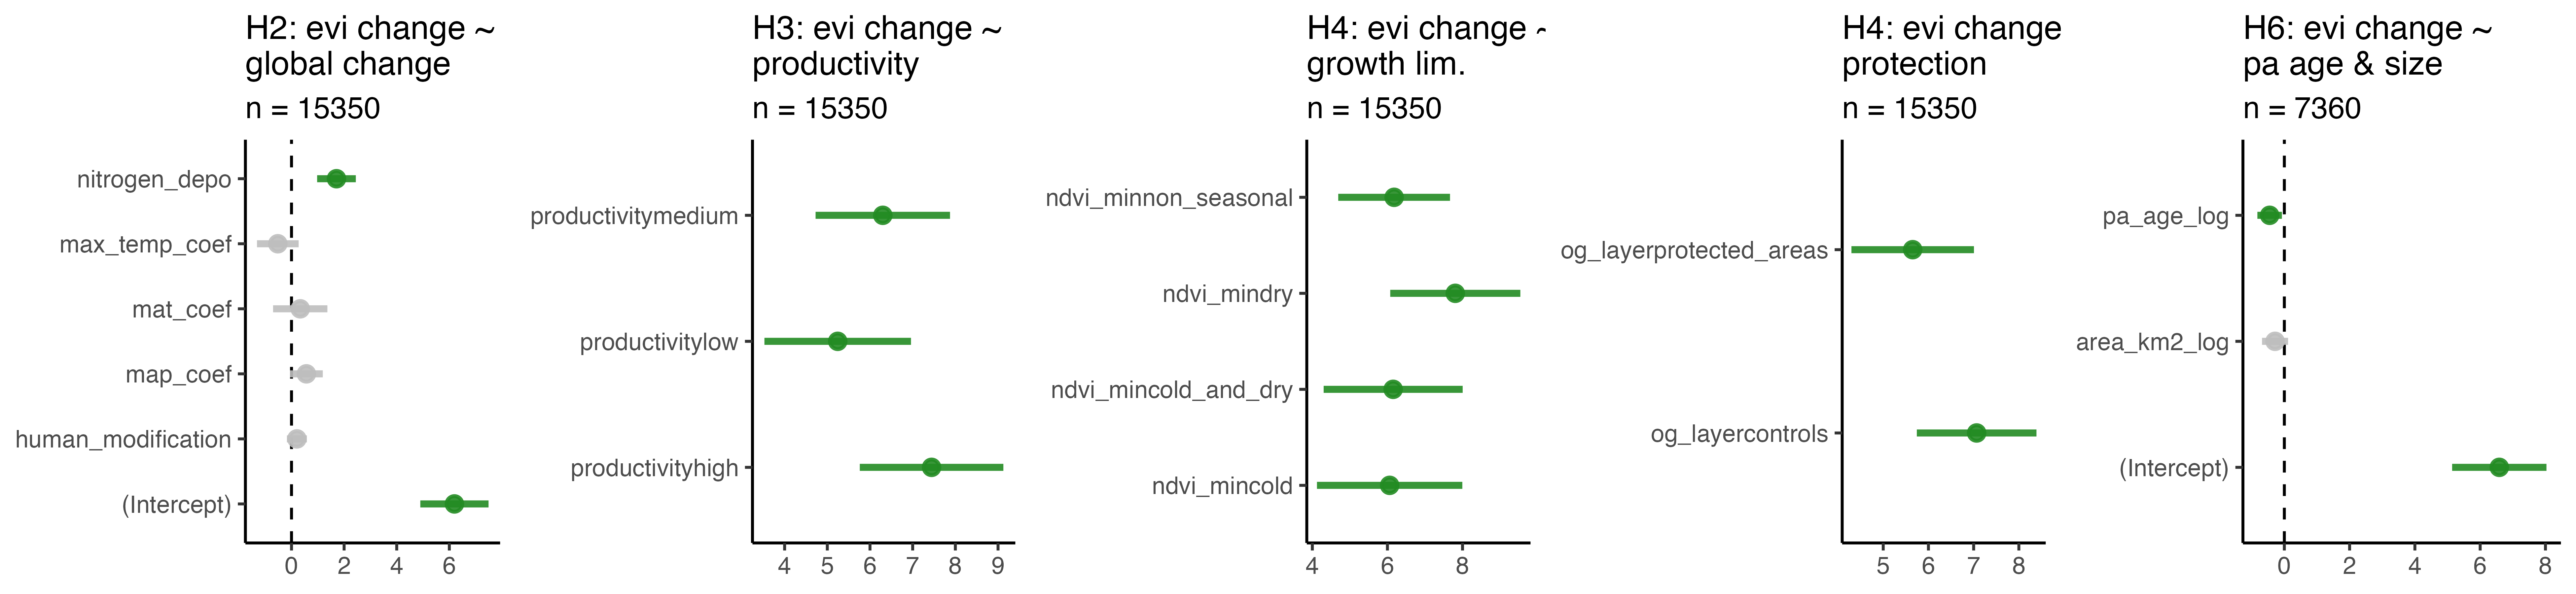 H2: evi change ~
global change
n = 15350
nitrogen_depo
max_temp_coef
mat_coef
map_coef
human_modification
(Intercept)
0 2 4 6
H3: evi change ~
productivity
n = 15350
productivitymedium
productivitylow
productivityhigh
4 5 6 7 8 9
H4: evi change ~
growth lim.
n = 15350
ndvi_minnon_seasonal
ndvi_mindry
ndvi_mincold_and_dry
ndvi_mincold
4 6 8
H4: evi change
protection
n = 15350
og_layerprotected_areas
og_layercontrols
5 6 7 8
H6: evi change ~
pa age & size
n = 7360
pa_age_log
area_km2_log
(Intercept)
0 2 4 6 8